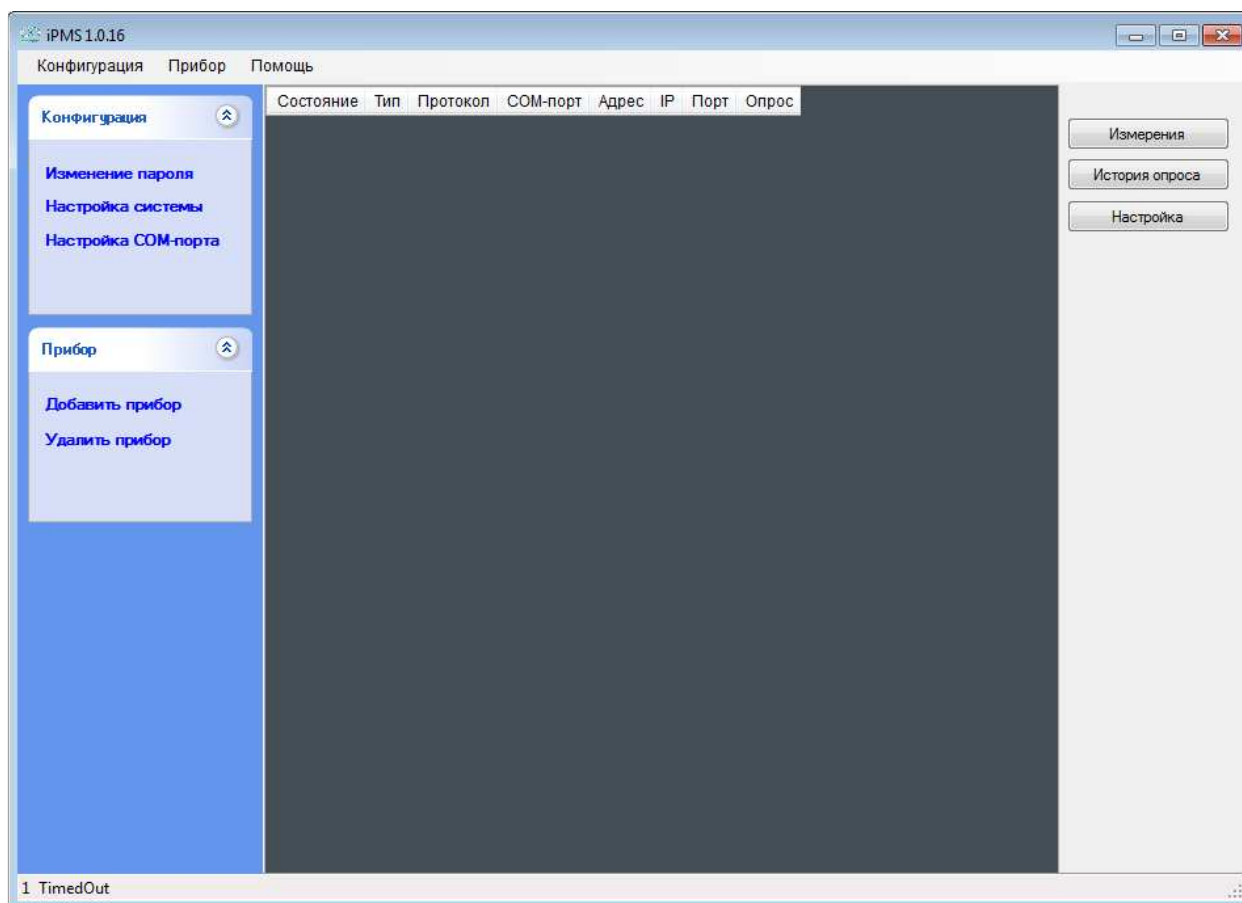 iPMS 1.0.16
Конфигурация Прибор Помощь
Конфигурация
Изменение пароля
Настройка системы
Настройка COM-порта
Прибор
Добавить прибор
Удалить прибор
Состояние Тип Протокол COM-порт Адрес IP Порт Опрос
Измерения
История опроса
Настройка
1 TimedOut